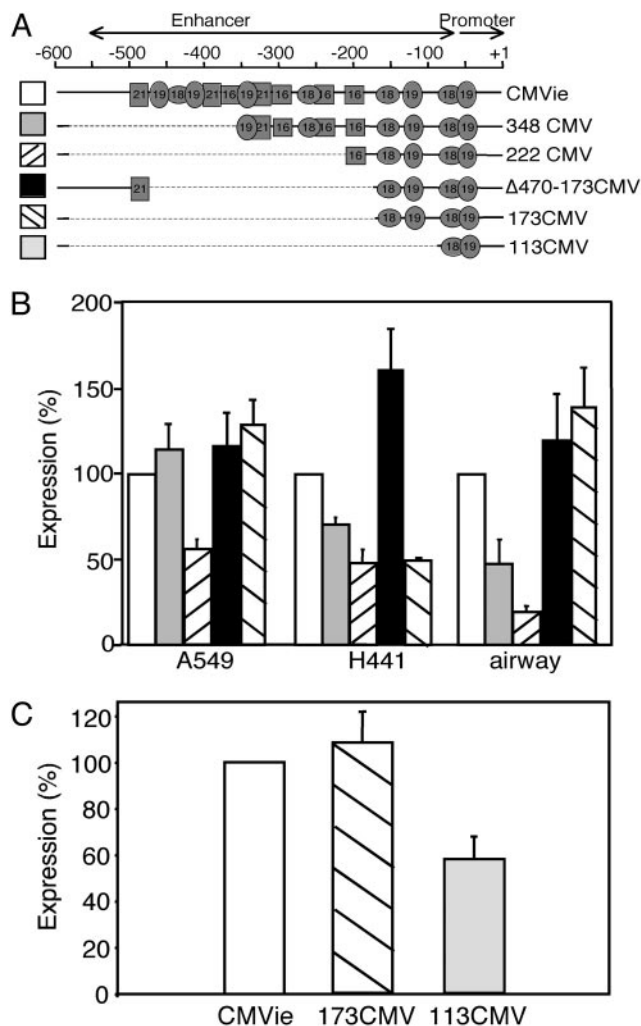 A
Enhancer
Promoter
-600 -500 -400 -300 -200 -100 +1
21 19 18 19 21 16 19 21 16 18 16 16 18 19 18 19 CMVie
19 21 16 18 16 16 18 19 18 19 348 CMV
16 18 19 18 19 222 CMV
21 18 19 18 19 Δ470-173CMV
18 19 18 19 173CMV
18 19 113CMV
B
Expression (%)
200
150
100
50
0
A549 H441 airway
C
Expression (%)
120
100
80
60
40
20
0
CMVie 173CMV 113CMV